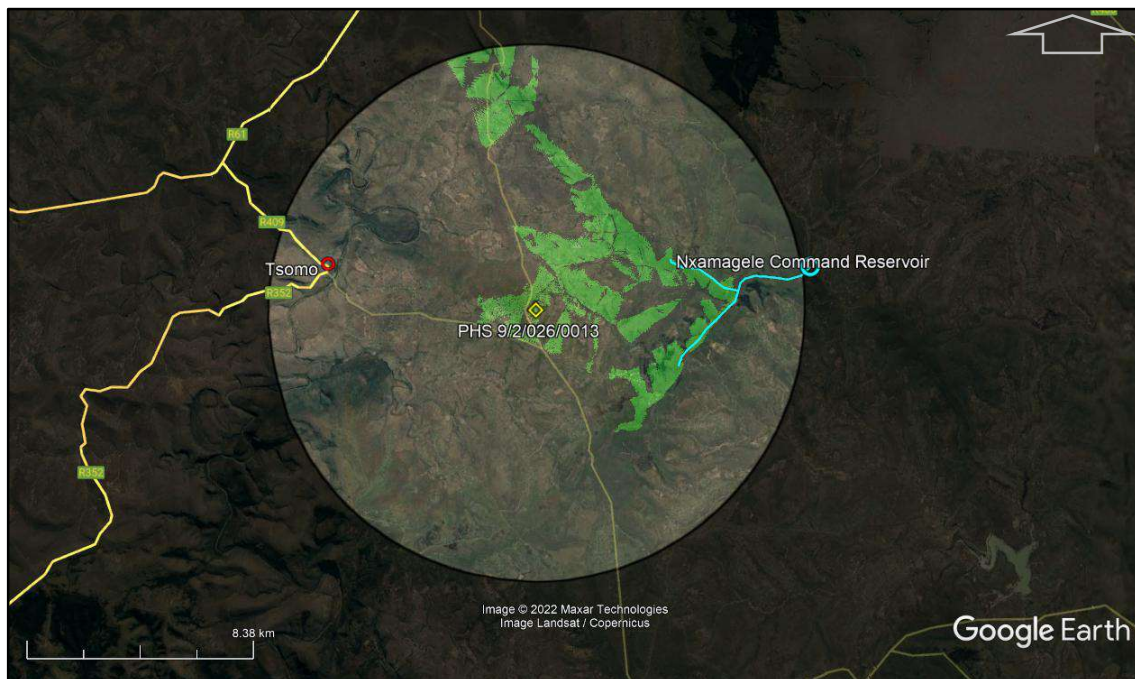 R61
R409
Tsomo
R352
Nxamagele Command Reservoir
PHS 9/2/026/0013
R352
Image © 2022 Maxar Technologies
Image Landsat / Copernicus
8.38 km
Google Earth